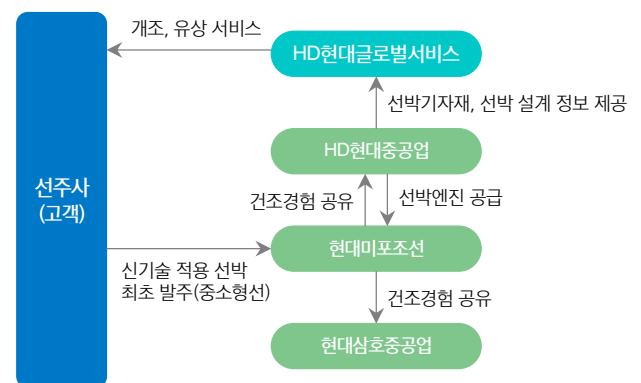 개조, 유상 서비스
HD현대글로벌서비스
선박기자재, 선박 설계 정보 제공
HD현대중공업
선주사
(고객)
건조경험 공유
선박엔진 공급
현대미포조선
신기술 적용 선박
최초 발주(중소형선)
건조경험 공유
현대삼호중공업